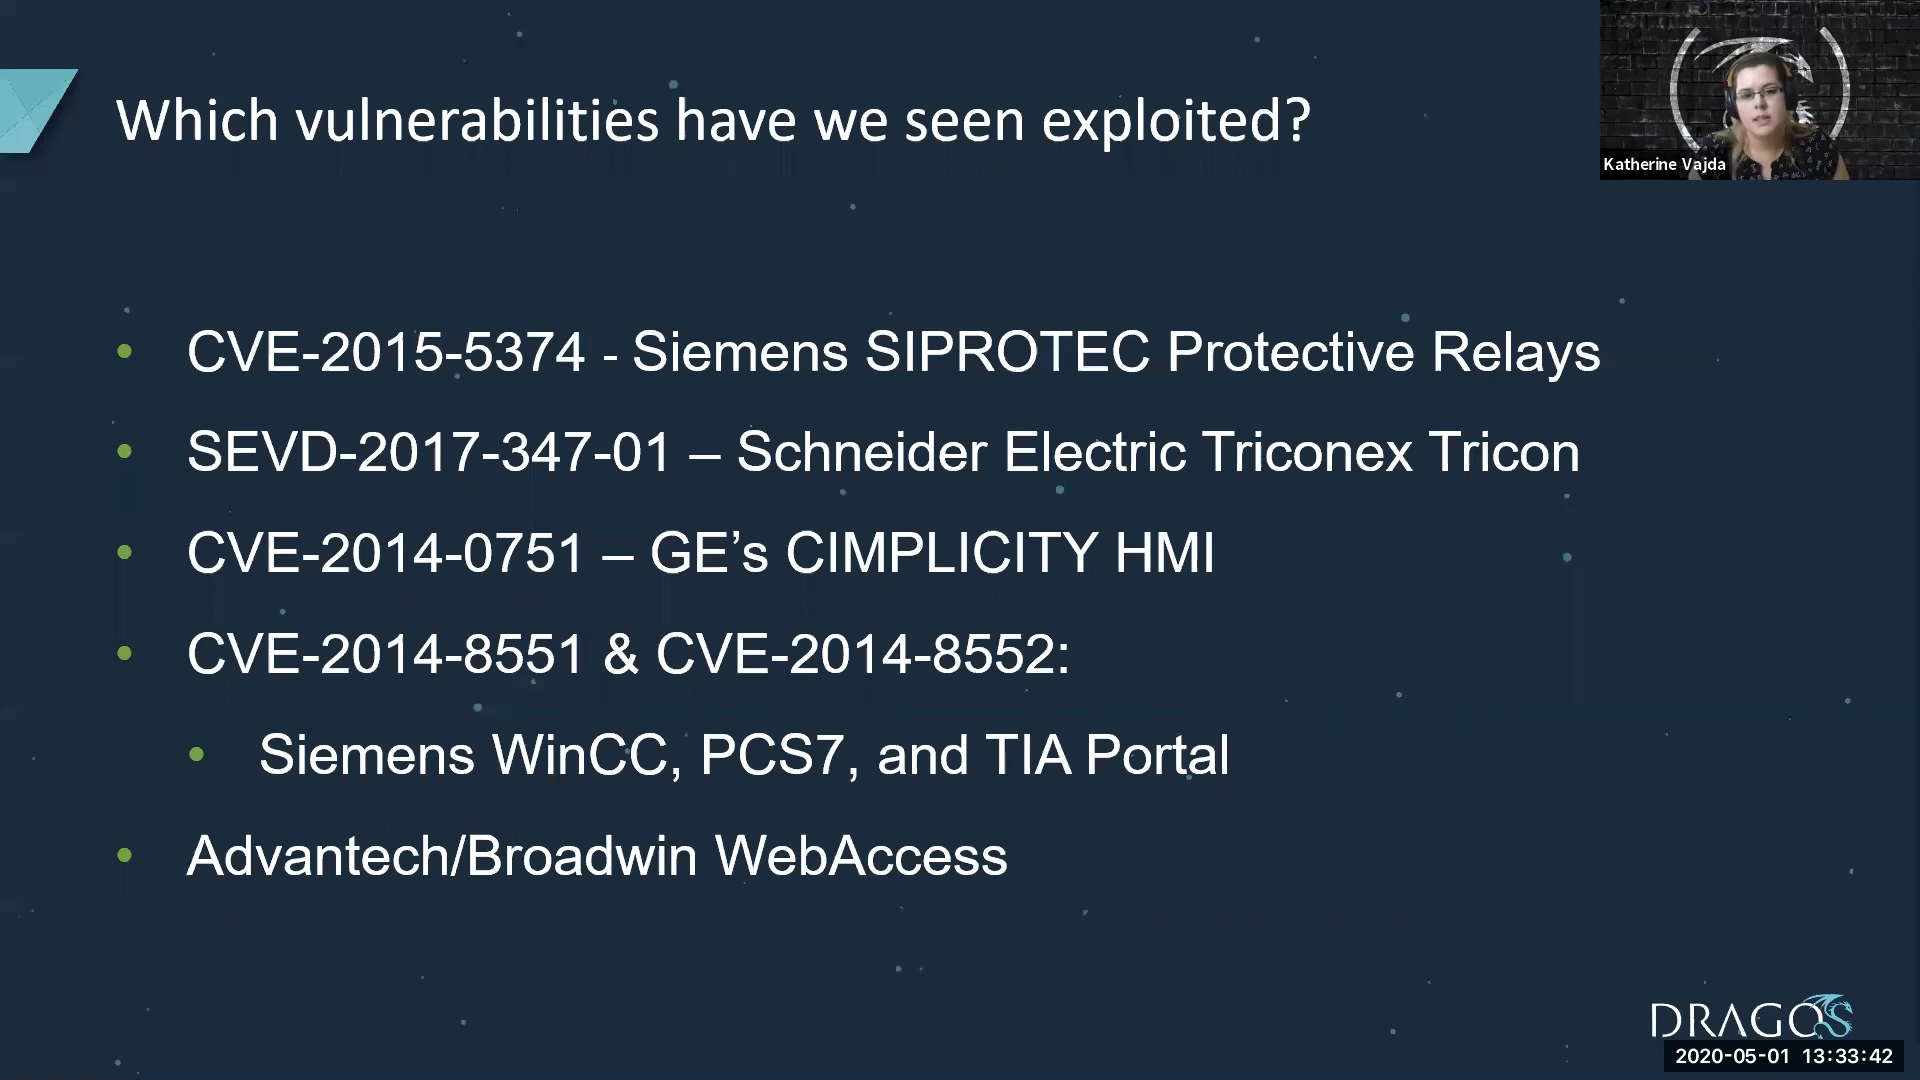 Which vulnerabilities have we seen exploited?
Katherine Vajda
• CVE-2015-5374 - Siemens SIPROTEC Protective Relays
• SEVD-2017-347-01 – Schneider Electric Triconex Tricon
• CVE-2014-0751 – GE’s CIMPLICITY HMI
• CVE-2014-8551 & CVE-2014-8552:
• Siemens WinCC, PCS7, and TIA Portal
• Advantech/Broadwin WebAccess
DRAGOS
2020-05-01 13:33:42